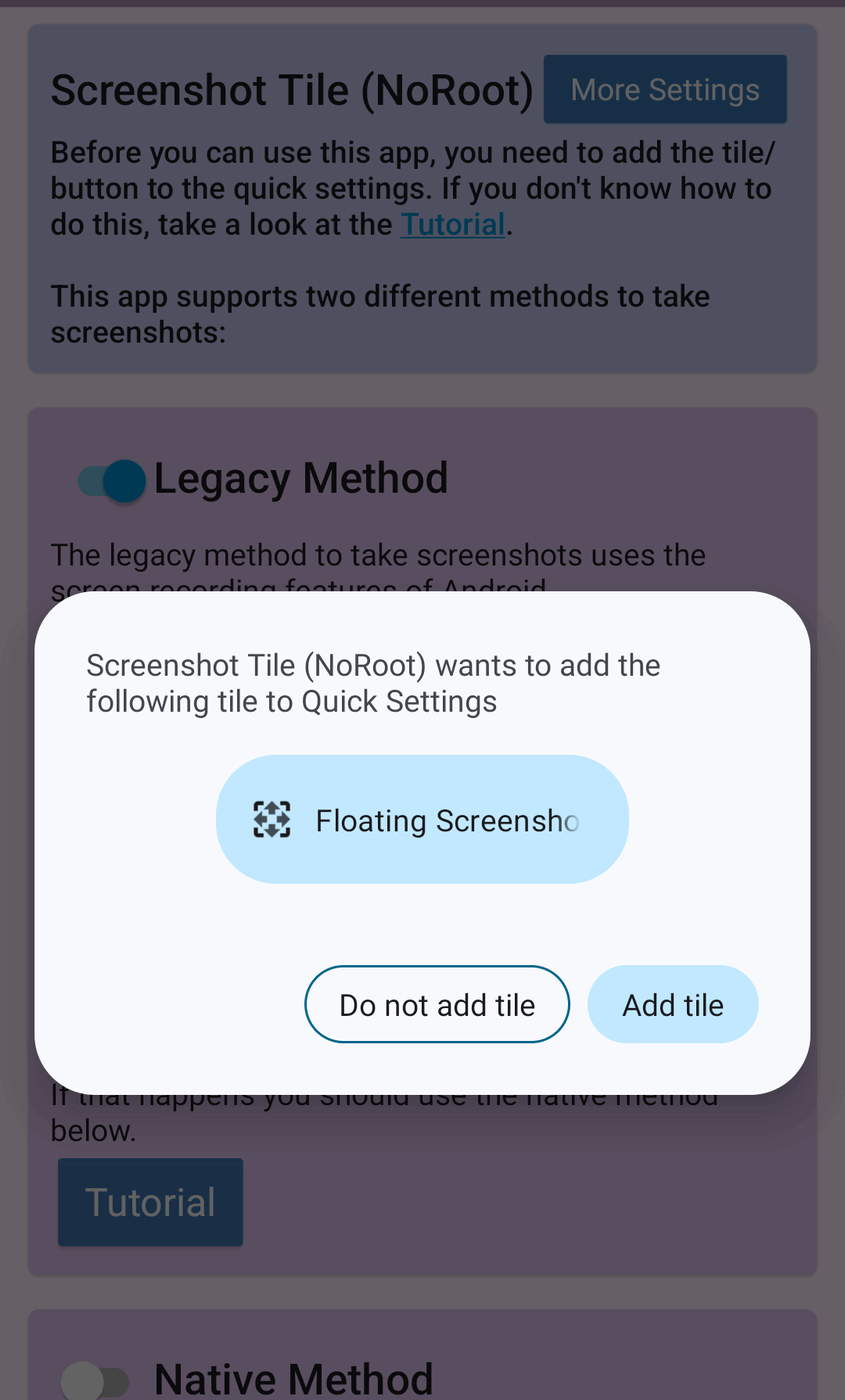 Screenshot Tile (NoRoot)
More Settings
Before you can use this app, you need to add the tile/
button to the quick settings. If you don't know how to
do this, take a look at the Tutorial.
This app supports two different methods to take
screenshots:
Legacy Method
The legacy method to take screenshots uses the
screen recording features of Android.
Screenshot Tile (NoRoot) wants to add the
following tile to Quick Settings
Floating Screensho
Do not add tile
Add tile
If that happens you should use the native method
below.
Tutorial
Native Method